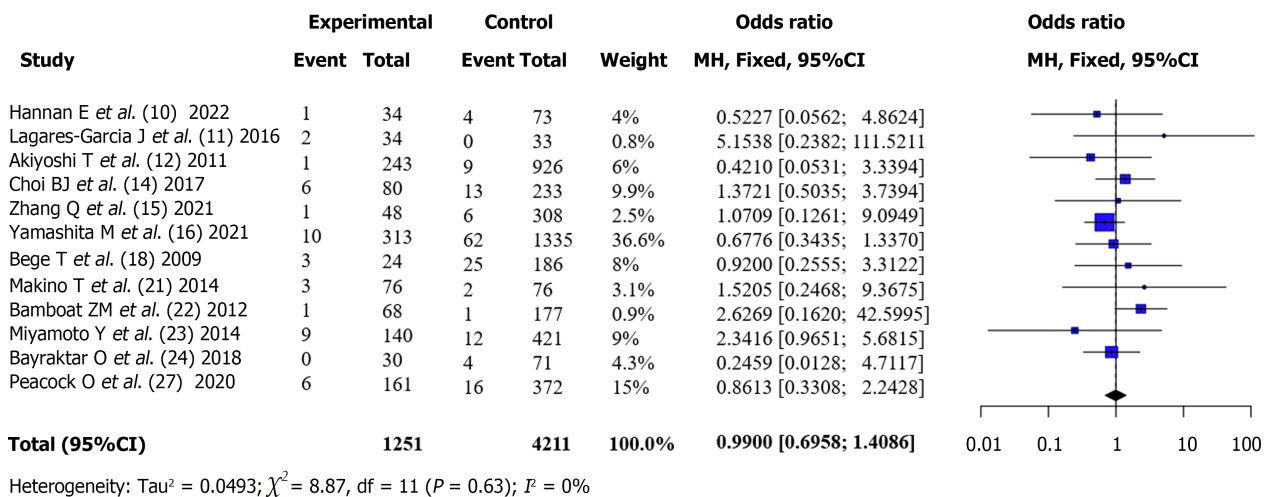 Experimental Control Odds ratio Odds ratio
Study Event Total Event Total Weight MH, Fixed, 95%CI MH, Fixed, 95%CI
Hannan E et al. (10) 2022 1 34 4 73 4% 0.5227 [0.0562; 4.8624]
Lagares-Garcia J et al. (11) 2016 2 34 0 33 0.8% 5.1538 [0.2382; 111.5211
Akiyoshi T et al. (12) 2011 1 243 9 926 6% 0.4210 [0.0531; 3.3394]
Choi BJ et al. (14) 2017 6 80 13 233 9.9% 1.3721 [0.5035; 3.7394]
Zhang Q et al. (15) 2021 1 48 6 308 2.5% 1.0709 [0.1261; 9.0949]
Yamashita M et al. (16) 2021 10 313 62 1335 36.6% 0.6776 [0.3435; 1.3370]
Bege T et al. (18) 2009 3 24 25 186 8% 0.9200 [0.2555; 3.3122]
Makino T et al. (21) 2014 3 76 2 76 3.1% 1.5205 [0.2468; 9.3675]
Bamboat ZM et al. (22) 2012 1 68 1 177 0.9% 2.6269 [0.1620; 42.5995]
Miyamoto Y et al. (23) 2014 9 140 12 421 9% 2.3416 [0.9651; 5.6815]
Bayraktar O et al. (24) 2018 0 30 4 71 4.3% 0.2459 [0.0128; 4.7117]
Peacock O et al. (27) 2020 6 161 16 372 15% 0.8613 [0.3308; 2.2428]
Total (95%CI) 1251 4211 100.0% 0.9900 [0.6958; 1.4086]
0.01 0.1 1 10 100
Heterogeneity: Tau² = 0.0493; χ² = 8.87, df = 11 (P = 0.63); I² = 0%